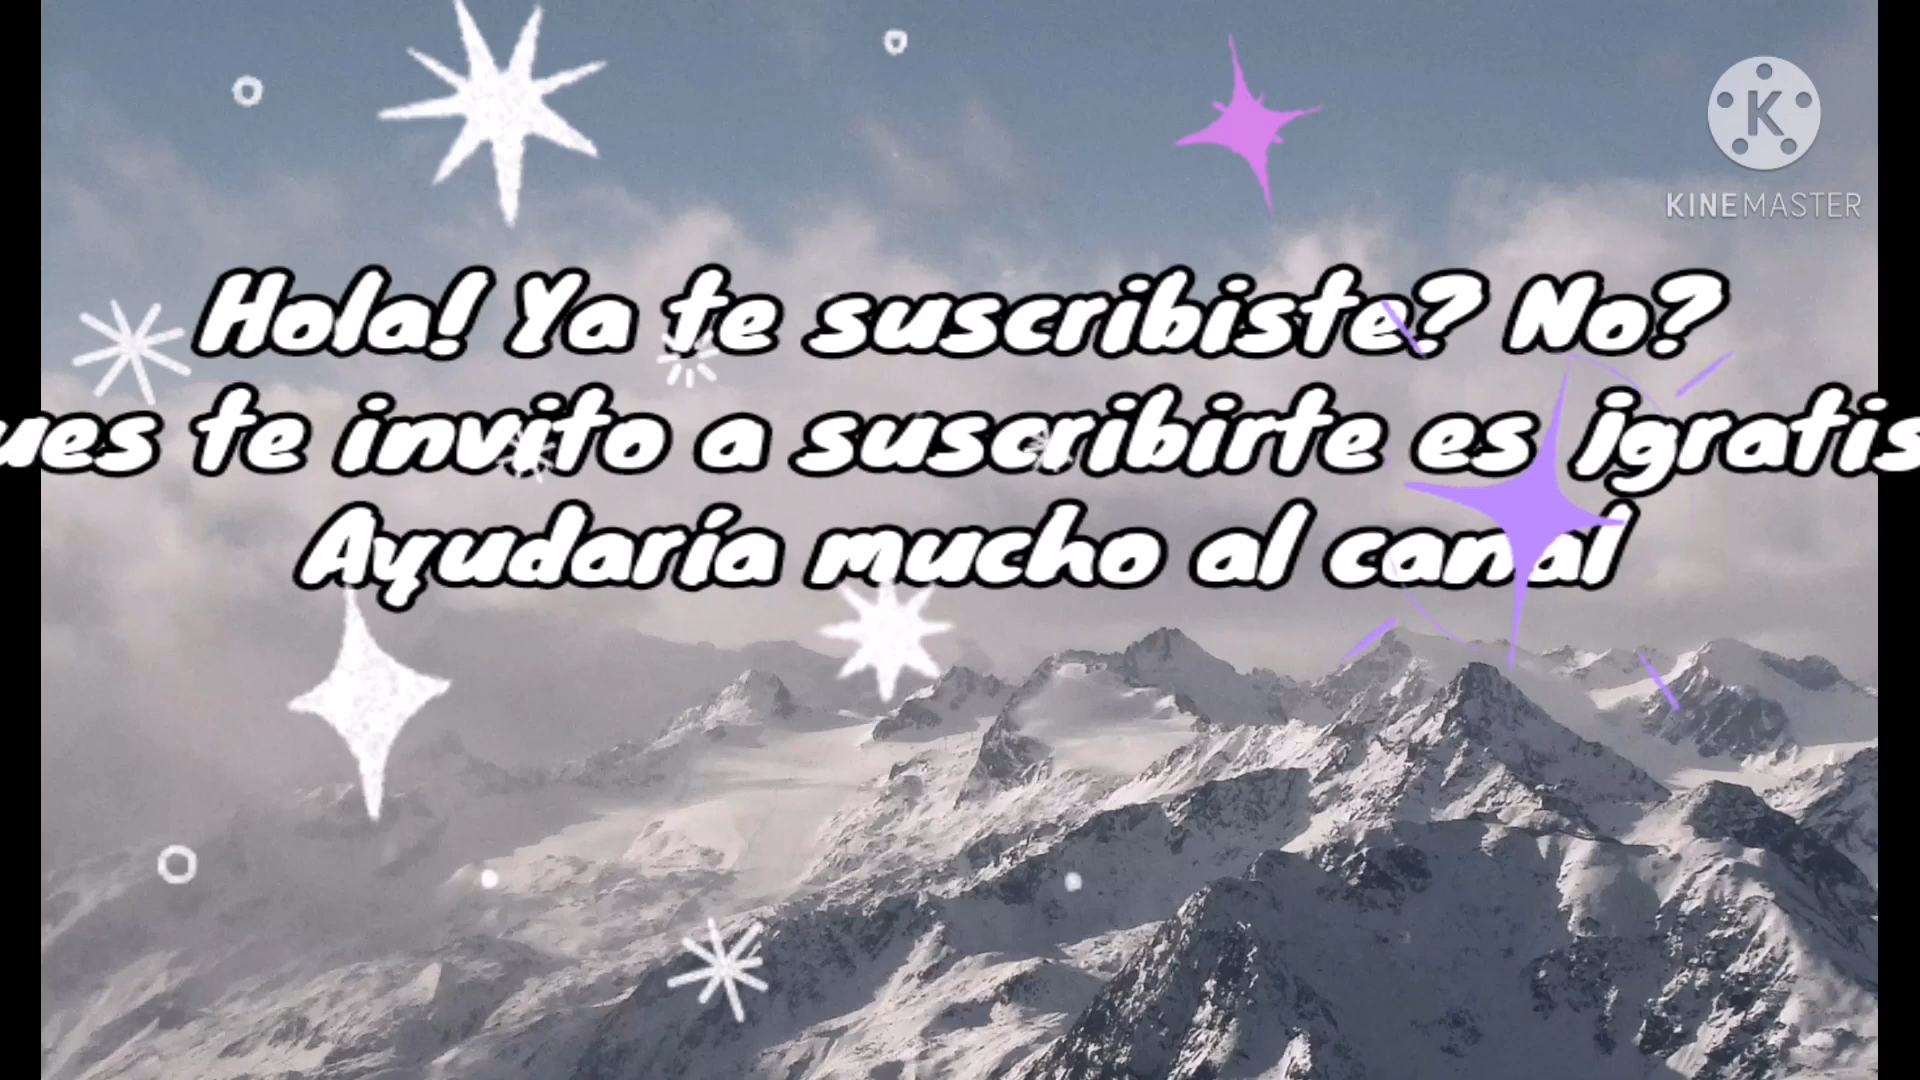 K
KINEMASTER
Hola! Ya te suscribiste? No?
ues te invito a suscribirte es ¡gratis
Ayudaría mucho al canal